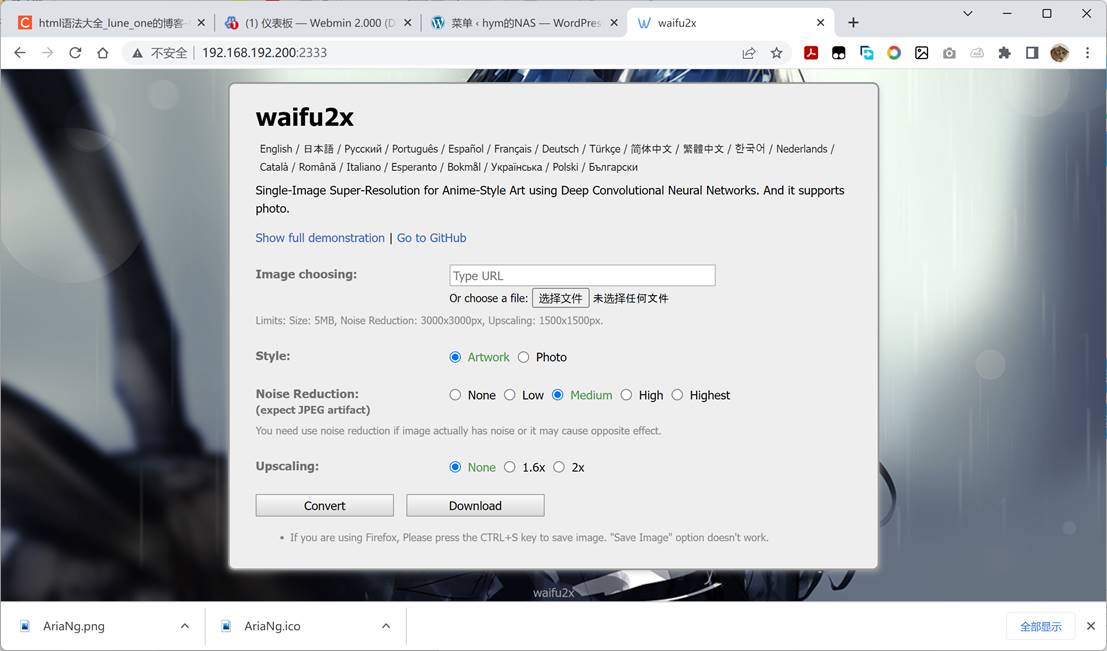 html语法大全_lune_one的博客-
(1) 仪表板 — Webmin 2.000 (D
菜单 ‹ hym的NAS — WordPres
waifu2x
不安全 192.168.192.200:2333
waifu2x
English / 日本語 / Русский / Português / Español / Français / Deutsch / Türkçe / 简体中文 / 繁體中文 / 한국어 / Nederlands /
Català / Română / Italiano / Esperanto / Bokmål / Українська / Polski / Български
Single-Image Super-Resolution for Anime-Style Art using Deep Convolutional Neural Networks. And it supports
photo.
Show full demonstration | Go to GitHub
Image choosing: Type URL
Or choose a file: 选择文件 未选择任何文件
Limits: Size: 5MB, Noise Reduction: 3000x3000px, Upscaling: 1500x1500px.
Style: Artwork Photo
Noise Reduction: None Low Medium High Highest
(expect JPEG artifact)
You need use noise reduction if image actually has noise or it may cause opposite effect.
Upscaling: None 1.6x 2x
Convert Download
• If you are using Firefox, Please press the CTRL+S key to save image. "Save Image" option doesn't work.
waifu2x
AriaNg.png AriaNg.ico 全部显示